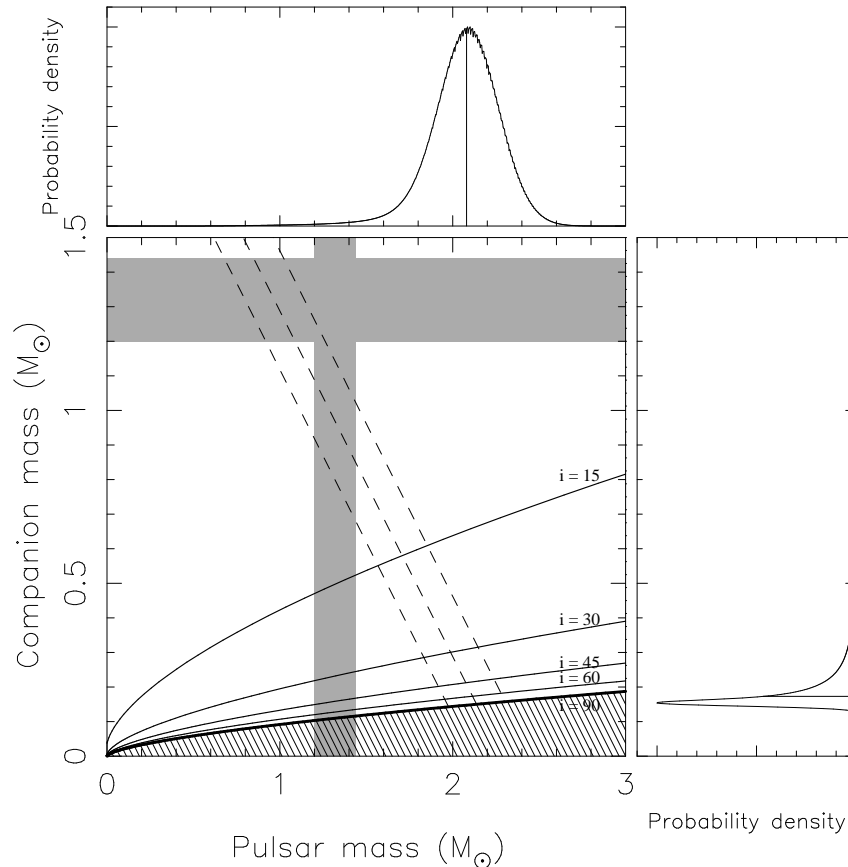 Probability density
1.5
1
0.5
0
Companion mass (M☉)
i = 15
i = 30
i = 45
i = 60
i = 90
0
1
2
3
Pulsar mass (M☉)
Probability density